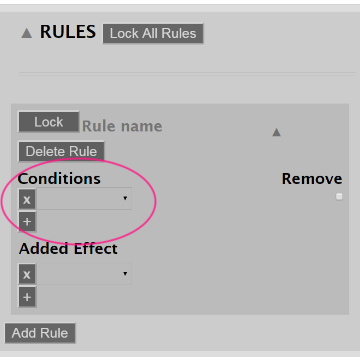 ▲ RULES Lock All Rules
Lock Rule name ▲
Delete Rule
Conditions Remove
x ▾
+
Added Effect
x ▾
+
Add Rule